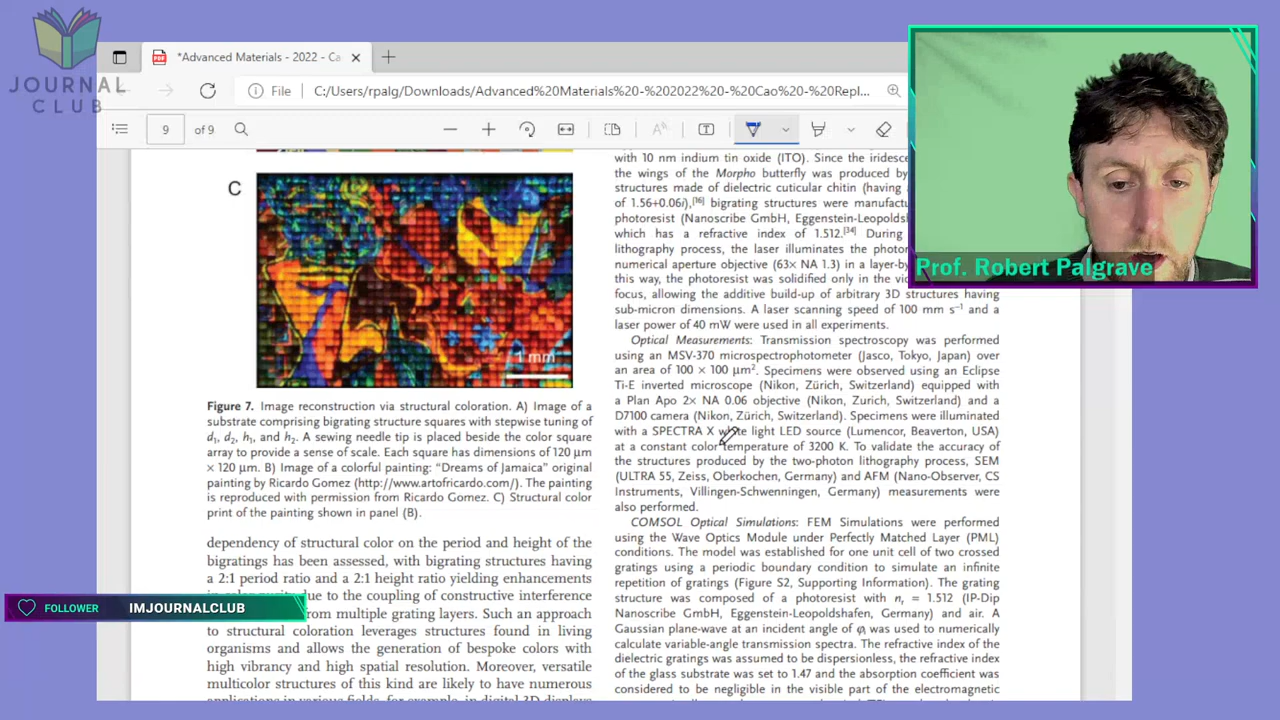 JOURNAL
CLUB
*Advanced Materials - 2022 - Ca
File
C:/Users/rpalg/Downloads/Advanced%20Materials%20-%202022%20-%20Cao%20-%20Repl...
9
of 9
C
1 mm
Figure 7. Image reconstruction via structural coloration. A) Image of a
substrate comprising bigrating structure squares with stepwise tuning of
d1, d2, h1, and h2. A sewing needle tip is placed beside the color square
array to provide a sense of scale. Each square has dimensions of 120 μm
× 120 μm. B) Image of a colorful painting: “Dreams of Jamaica” original
painting by Ricardo Gomez (http://www.artofricardo.com/). The painting
is reproduced with permission from Ricardo Gomez. C) Structural color
print of the painting shown in panel (B).
dependency of structural color on the period and height of the
bigratings has been assessed, with bigrating structures having
a 2:1 period ratio and a 2:1 height ratio yielding enhancements
due to the coupling of constructive interference
from multiple grating layers. Such an approach
to structural coloration leverages structures found in living
organisms and allows the generation of bespoke colors with
high vibrancy and high spatial resolution. Moreover, versatile
multicolor structures of this kind are likely to have numerous
applications in various fields, for example, in digital 3D displays
with 10 nm indium tin oxide (ITO). Since the iridesce
the wings of the Morpho butterfly was produced by
structures made of dielectric cuticular chitin (having a
of 1.56+0.06i),[16] bigrating structures were manufact
photoresist (Nanoscribe GmbH, Eggenstein-Leopolds
which has a refractive index of 1.512.[34] During
lithography process, the laser illuminates the photor
numerical aperture objective (63× NA 1.3) in a layer-by
this way, the photoresist was solidified only in the vic
focus, allowing the additive build-up of arbitrary 3D structures having
sub-micron dimensions. A laser scanning speed of 100 mm s−1 and a
laser power of 40 mW were used in all experiments.
Optical Measurements: Transmission spectroscopy was performed
using an MSV-370 microspectrophotometer (Jasco, Tokyo, Japan) over
an area of 100 × 100 μm2. Specimens were observed using an Eclipse
Ti-E inverted microscope (Nikon, Zürich, Switzerland) equipped with
a Plan Apo 2× NA 0.06 objective (Nikon, Zurich, Switzerland) and a
D7100 camera (Nikon, Zürich, Switzerland). Specimens were illuminated
with a SPECTRA X white light LED source (Lumencor, Beaverton, USA)
at a constant color temperature of 3200 K. To validate the accuracy of
the structures produced by the two-photon lithography process, SEM
(ULTRA 55, Zeiss, Oberkochen, Germany) and AFM (Nano-Observer, CS
Instruments, Villingen-Schwenningen, Germany) measurements were
also performed.
COMSOL Optical Simulations: FEM Simulations were performed
using the Wave Optics Module under Perfectly Matched Layer (PML)
conditions. The model was established for one unit cell of two crossed
gratings using a periodic boundary condition to simulate an infinite
repetition of gratings (Figure S2, Supporting Information). The grating
structure was composed of a photoresist with nr = 1.512 (IP-Dip
Nanoscribe GmbH, Eggenstein-Leopoldshafen, Germany) and air. A
Gaussian plane-wave at an incident angle of φi was used to numerically
calculate variable-angle transmission spectra. The refractive index of the
dielectric gratings was assumed to be dispersionless, the refractive index
of the glass substrate was set to 1.47 and the absorption coefficient was
considered to be negligible in the visible part of the electromagnetic
Prof. Robert Palgrave
FOLLOWER
IMJOURNALCLUB